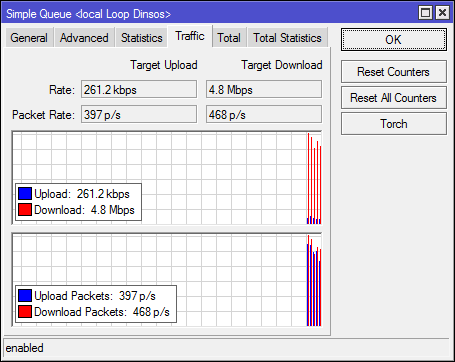 Simple Queue <local Loop Dinsos>
General Advanced Statistics Traffic Total Total Statistics
OK
Reset Counters
Reset All Counters
Torch
Target Upload Target Download
Rate: 261.2 kbps 4.8 Mbps
Packet Rate: 397 p/s 468 p/s
Upload: 261.2 kbps
Download: 4.8 Mbps
Upload Packets: 397 p/s
Download Packets: 468 p/s
enabled